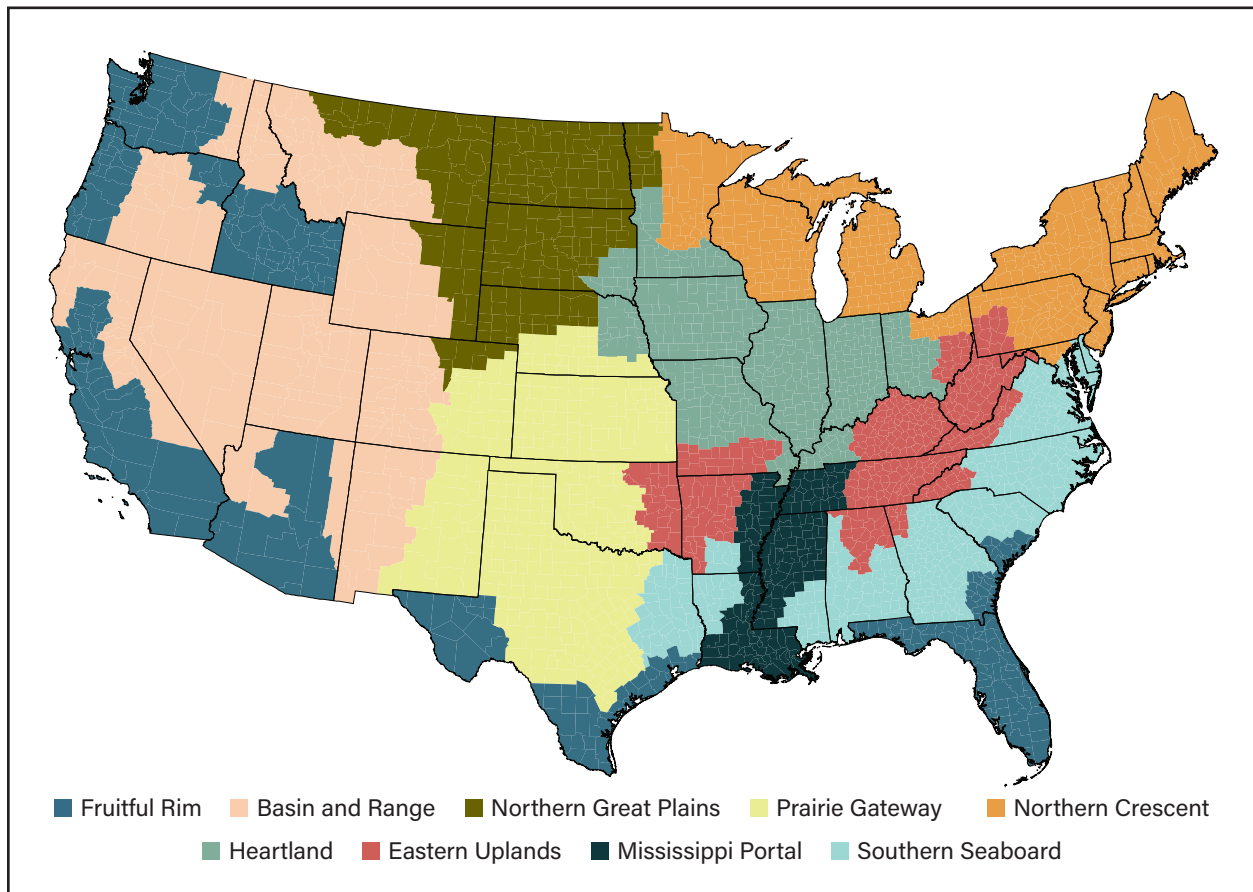 Fruitful Rim Basin and Range Northern Great Plains Prairie Gateway Northern Crescent
Heartland Eastern Uplands Mississippi Portal Southern Seaboard